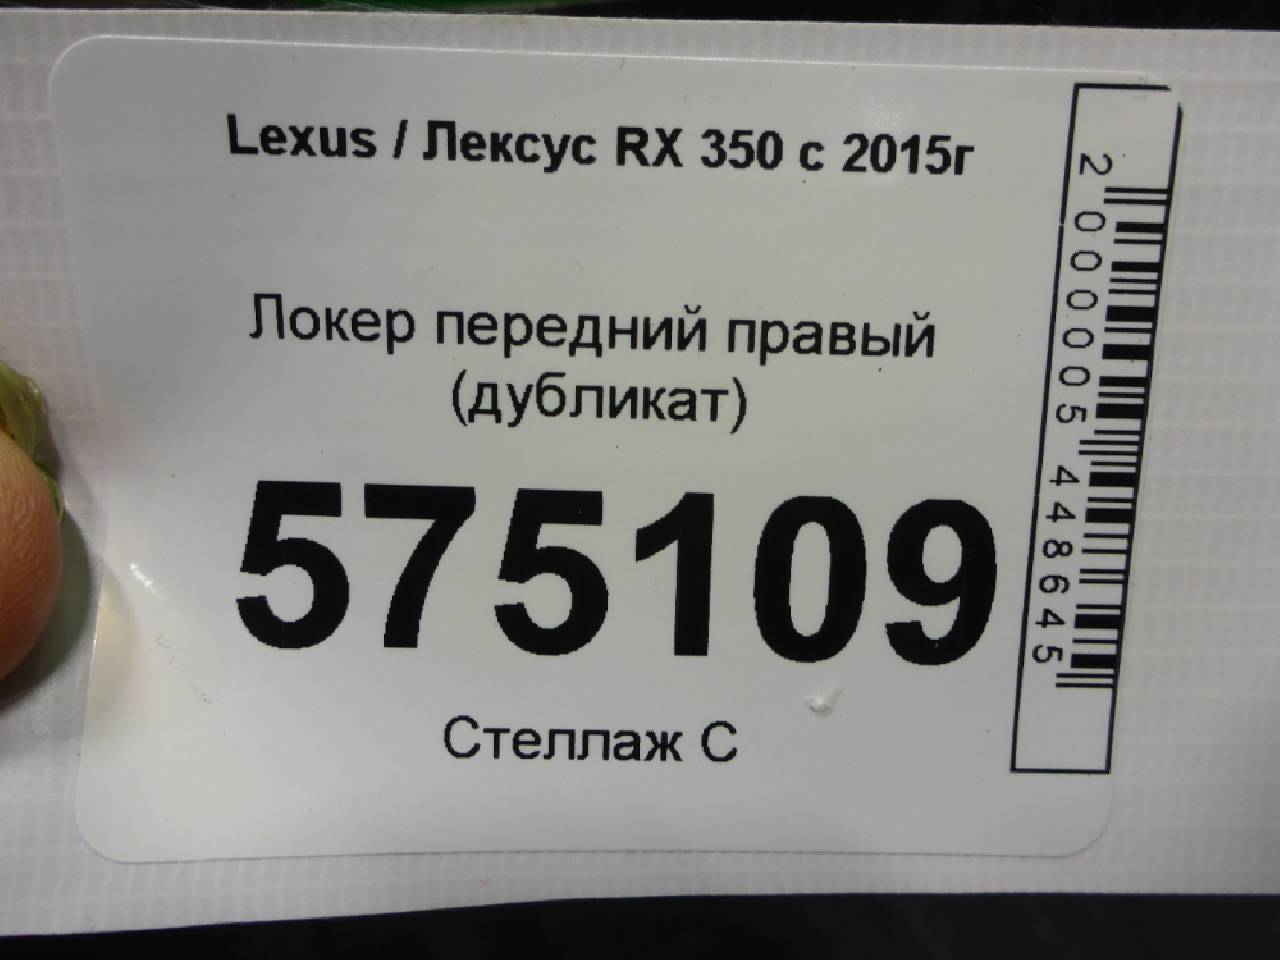 Lexus / Лексус RX 350 с 2015г
Локер передний правый
(дубликат)
575109
Стеллаж С
2000005448645